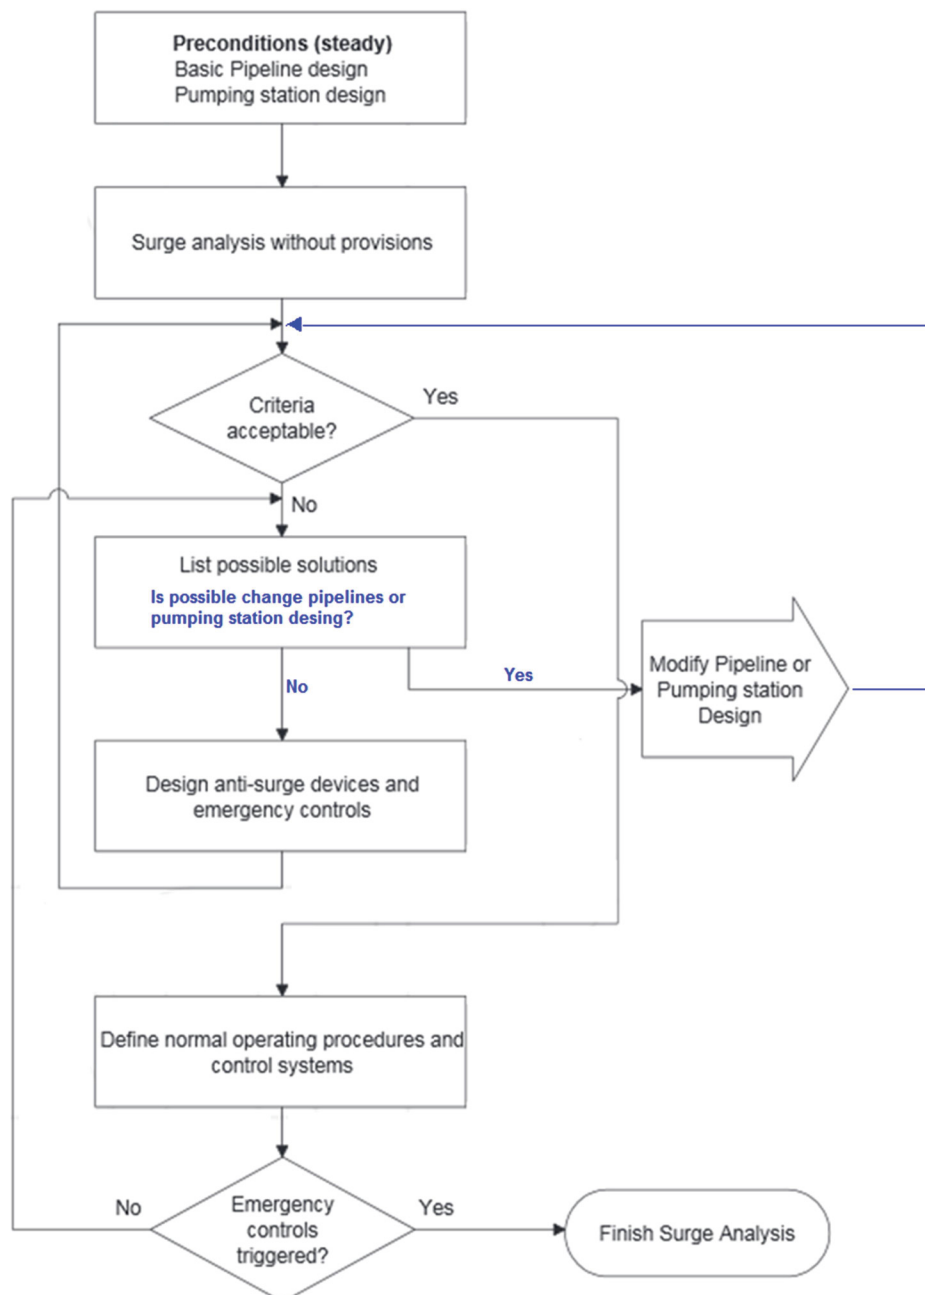 Preconditions (steady)
Basic Pipeline design
Pumping station design
Surge analysis without provisions
Criteria
acceptable?
Yes
No
List possible solutions
Is possible change pipelines or
pumping station desing?
No
Yes
Modify Pipeline or
Pumping station
Design
Design anti-surge devices and
emergency controls
Define normal operating procedures and
control systems
No
Emergency
controls
triggered?
Yes
Finish Surge Analysis